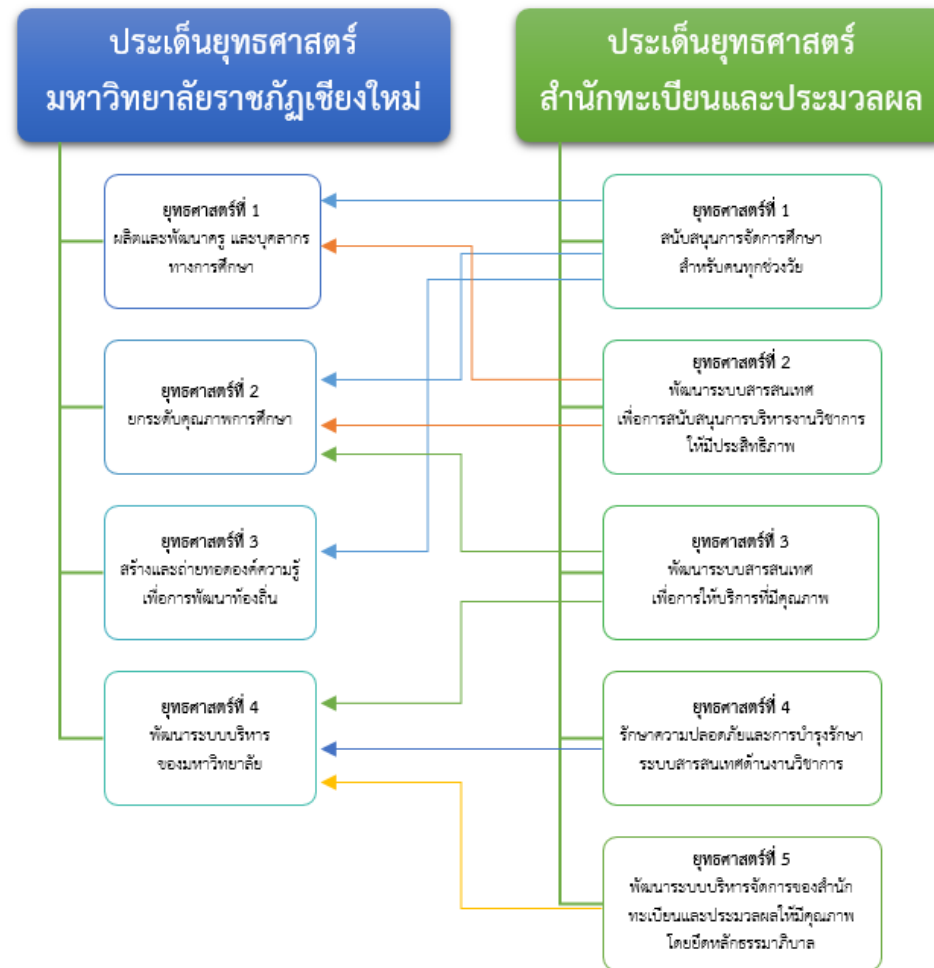 ประเด็นยุทธศาสตร์
มหาวิทยาลัยราชภัฏเชียงใหม่
ยุทธศาสตร์ที่ 1
ผลิตและพัฒนาครู และบุคลากร
ทางการศึกษา
ยุทธศาสตร์ที่ 2
ยกระดับคุณภาพการศึกษา
ยุทธศาสตร์ที่ 3
สร้างและถ่ายทอดองค์ความรู้
เพื่อการพัฒนาท้องถิ่น
ยุทธศาสตร์ที่ 4
พัฒนาระบบบริหาร
ของมหาวิทยาลัย
ประเด็นยุทธศาสตร์
สำนักทะเบียนและประมวลผล
ยุทธศาสตร์ที่ 1
สนับสนุนการจัดการศึกษา
สำหรับคนทุกช่วงวัย
ยุทธศาสตร์ที่ 2
พัฒนาระบบสารสนเทศ
เพื่อการสนับสนุนการบริหารงานวิชาการ
ให้มีประสิทธิภาพ
ยุทธศาสตร์ที่ 3
พัฒนาระบบสารสนเทศ
เพื่อการให้บริการที่มีคุณภาพ
ยุทธศาสตร์ที่ 4
รักษาความปลอดภัยและการบำรุงรักษา
ระบบสารสนเทศด้านงานวิชาการ
ยุทธศาสตร์ที่ 5
พัฒนาระบบบริหารจัดการของสำนัก
ทะเบียนและประมวลผลให้มีคุณภาพ
โดยยึดหลักธรรมาภิบาล